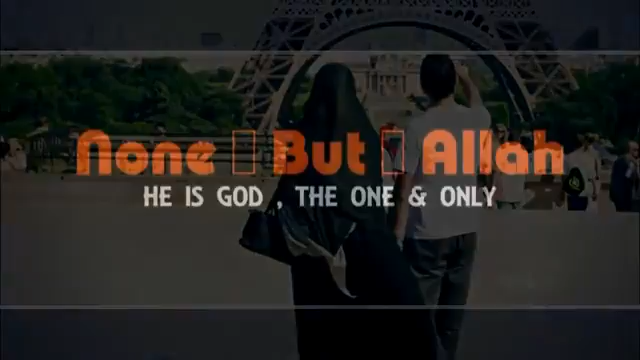 None ▯ But ▯ Allah
HE IS GOD , THE ONE & ONLY